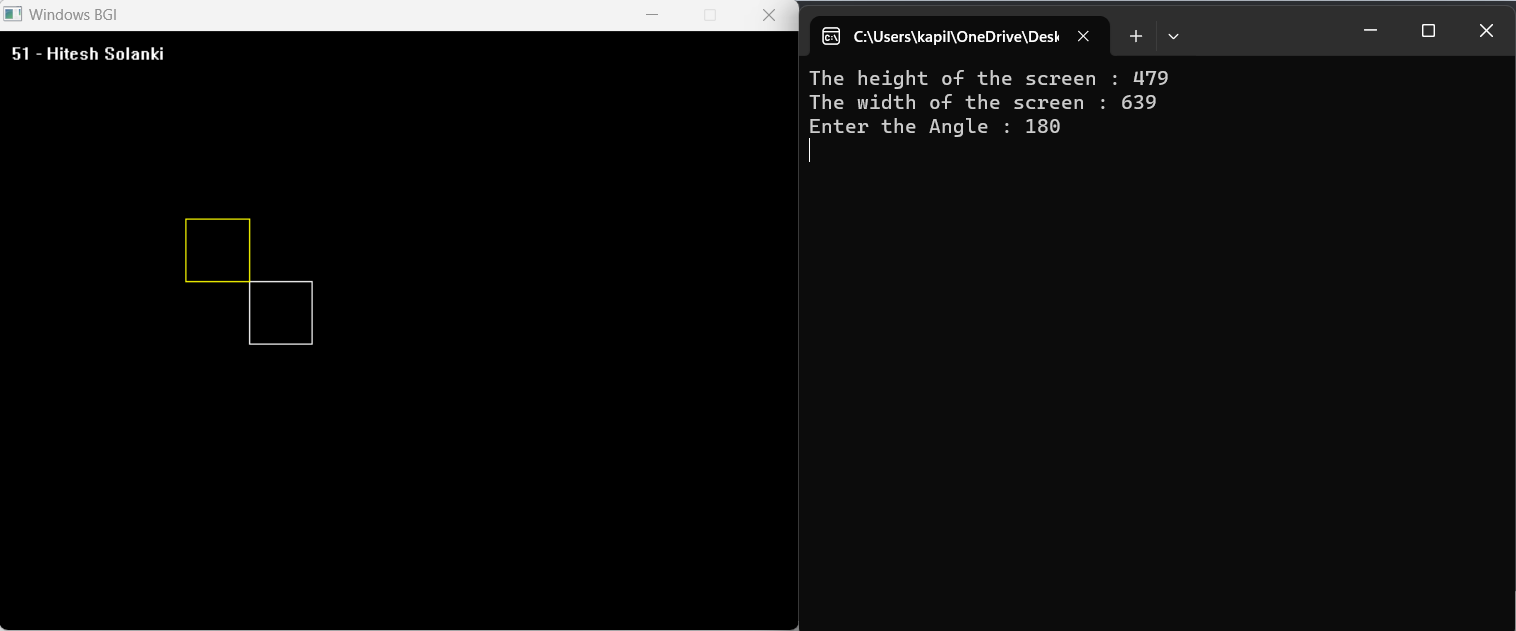 Windows BGI
51 - Hitesh Solanki
C:\Users\kapil\OneDrive\Desk
The height of the screen : 479
The width of the screen : 639
Enter the Angle : 180